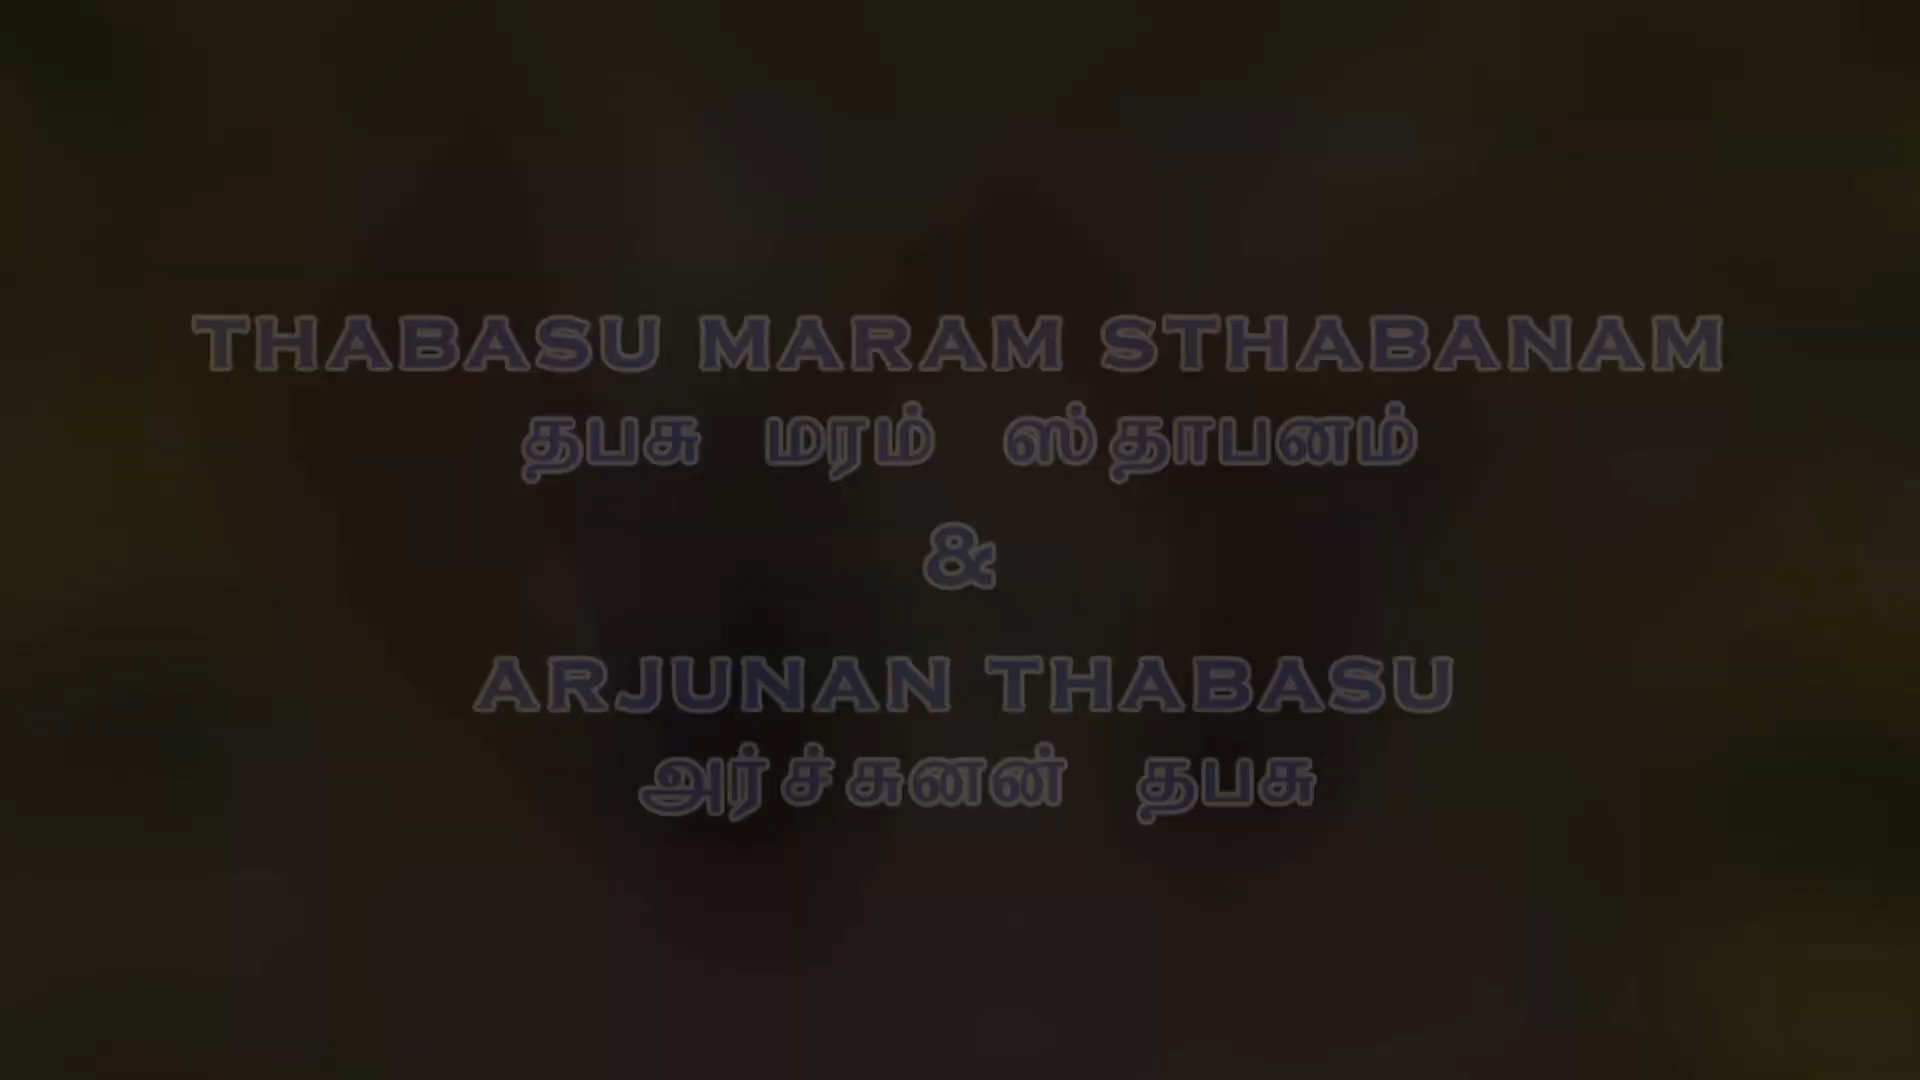 THABASU MARAM STHABANAM
தபசு மரம் ஸ்தாபனம்
&
ARJUNAN THABASU
அர்ச்சுனன் தபசு